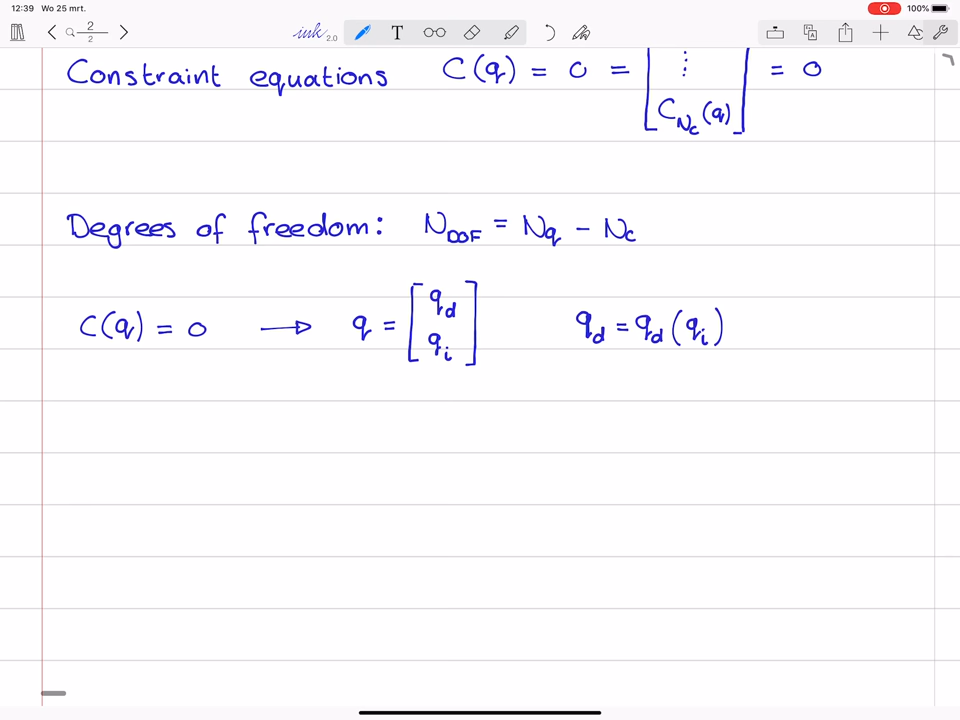 12:39 Wo 25 mrt. 100%
2
2
ink 2.0 T
Constraint equations C(q) = 0 = [ ⋮ C_Nc(q) ] = 0
Degrees of freedom: N_DOF = N_q - N_c
C(q) = 0 → q = [ q_d q_i ] q_d = q_d(q_i)